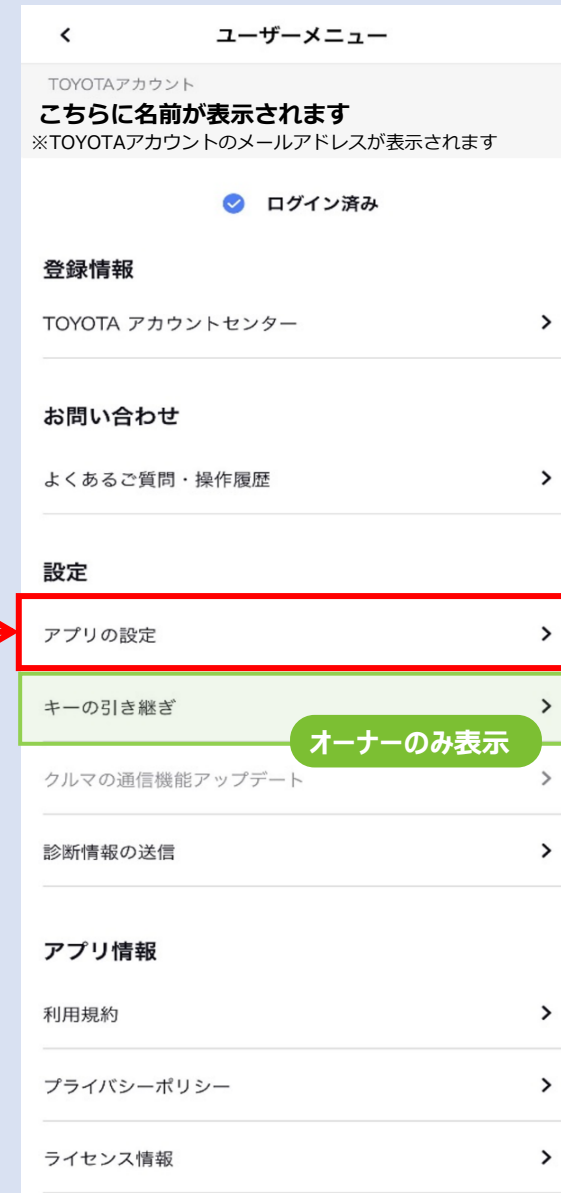 ユーザーメニュー
TOYOTAアカウント
こちらに名前が表示されます
※TOYOTAアカウントのメールアドレスが表示されます
ログイン済み
登録情報
TOYOTA アカウントセンター
お問い合わせ
よくあるご質問・操作履歴
設定
アプリの設定
キーの引き継ぎ
オーナーのみ表示
クルマの通信機能アップデート
診断情報の送信
アプリ情報
利用規約
プライバシーポリシー
ライセンス情報